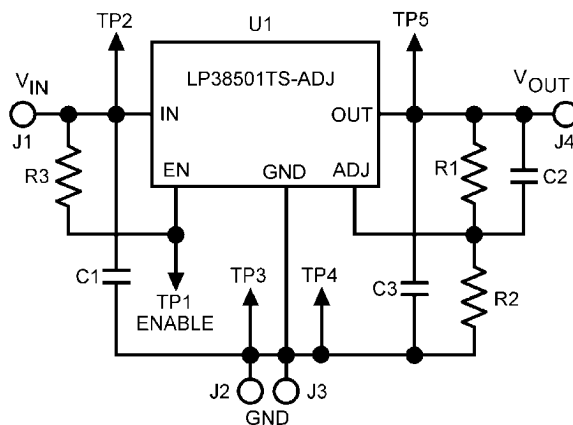 U1
TP2
TP5
LP38501TS-ADJ
VIN
VOUT
IN
OUT
J1
J4
EN
GND
ADJ
R3
R1
C2
C1
TP3
TP4
C3
R2
TP1
ENABLE
J2
J3
GND